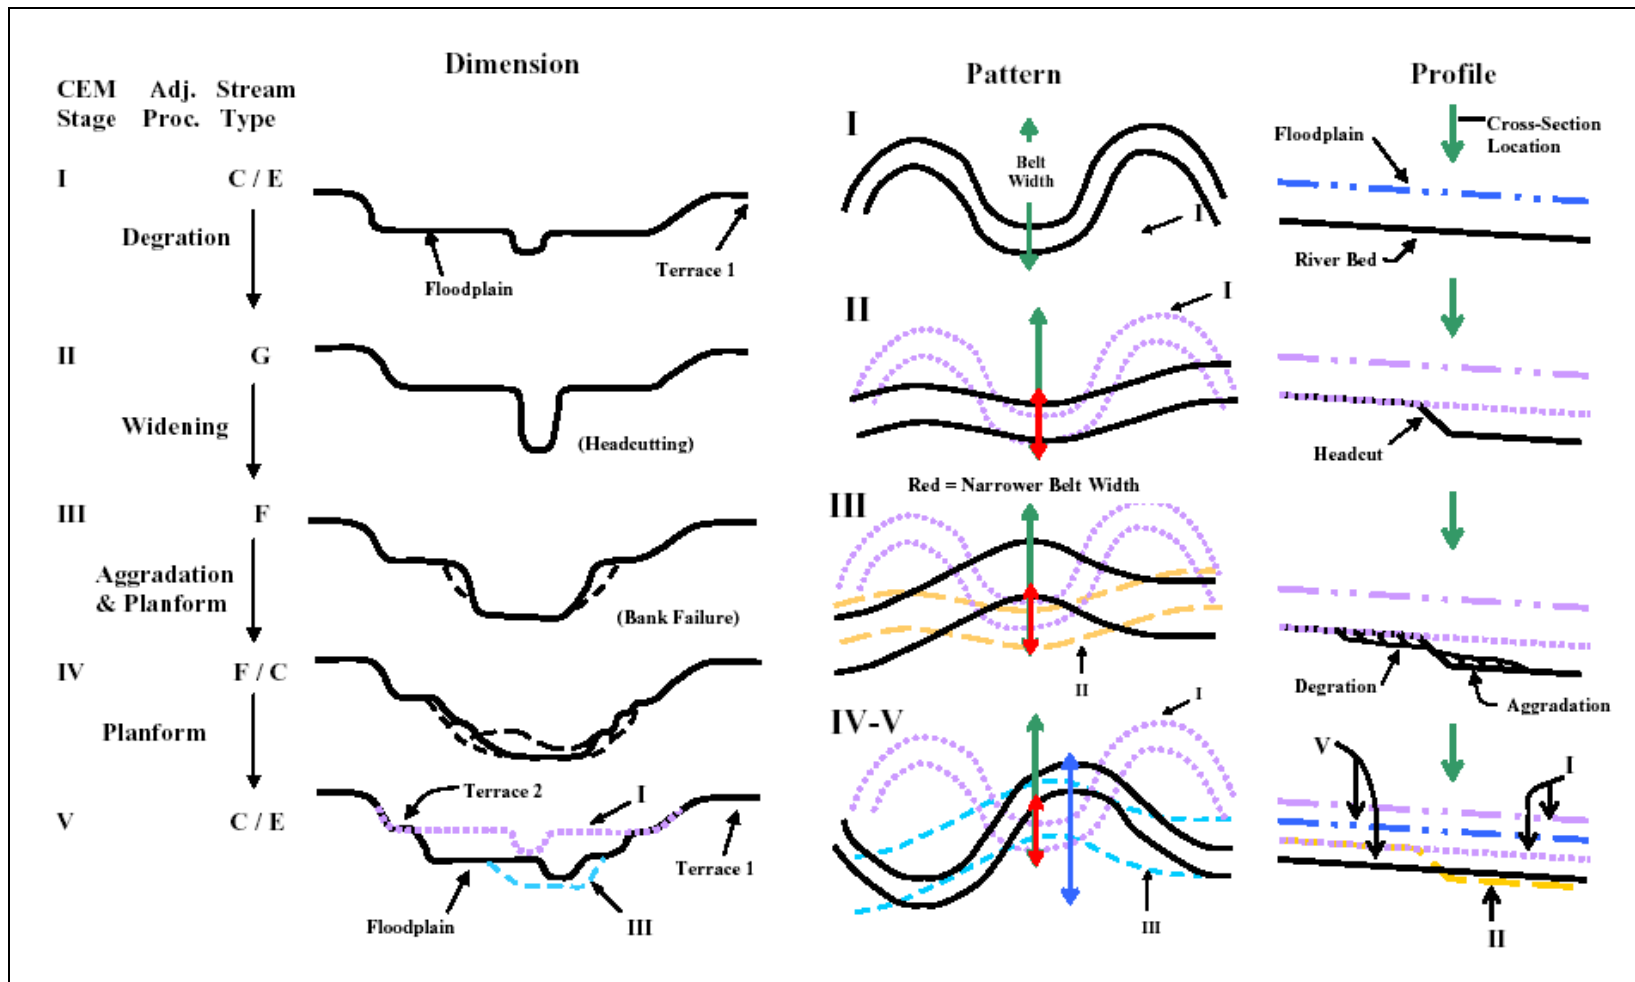 Dimension
CEM Adj. Stream
Stage Proc. Type
I C / E
Degration
Floodplain
Terrace 1
II G
Widening
(Headcutting)
III F
Aggradation
& Planform
(Bank Failure)
IV F / C
Planform
V C / E
Terrace 2
I
Terrace 1
Floodplain
III
Pattern
I
Belt
Width
I
II
I
Red = Narrower Belt Width
III
II
IV-V
I
III
Profile
Floodplain
Cross-Section
Location
River Bed
Headcut
Degration
Aggradation
V
I
II